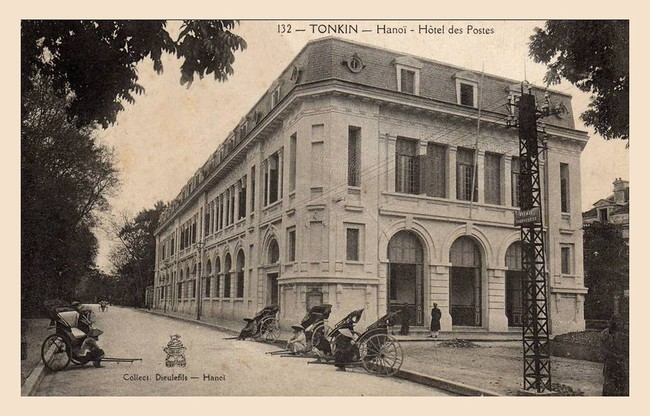 132 — TONKIN — Hanoï - Hôtel des Postes
Collect. Dieulefils — Hanoï